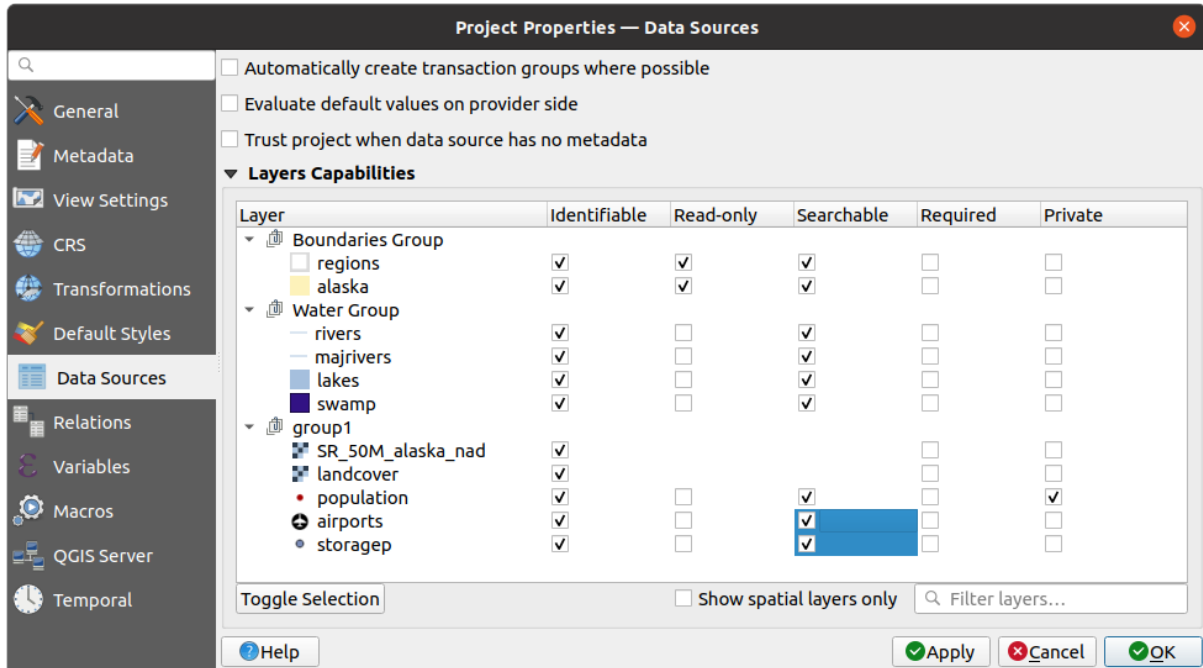 Project Properties — Data Sources
Automatically create transaction groups where possible
Evaluate default values on provider side
Trust project when data source has no metadata
General
Metadata
View Settings
CRS
Transformations
Default Styles
Data Sources
Relations
Variables
Macros
QGIS Server
Temporal
Layers Capabilities
Layer Identifiable Read-only Searchable Required Private
Boundaries Group
regions
alaska
Water Group
rivers
majrivers
lakes
swamp
group1
SR_50M_alaska_nad
landcover
population
airports
storagep
Toggle Selection Show spatial layers only Filter layers...
Help Apply Cancel OK